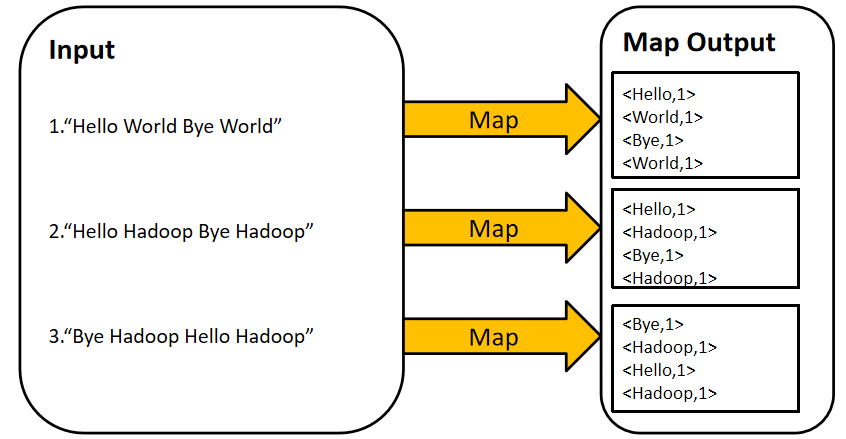 Input
Map Output
1.“Hello World Bye World”
Map
<Hello,1>
<World,1>
<Bye,1>
<World,1>
2.“Hello Hadoop Bye Hadoop”
Map
<Hello,1>
<Hadoop,1>
<Bye,1>
<Hadoop,1>
3.“Bye Hadoop Hello Hadoop”
Map
<Bye,1>
<Hadoop,1>
<Hello,1>
<Hadoop,1>